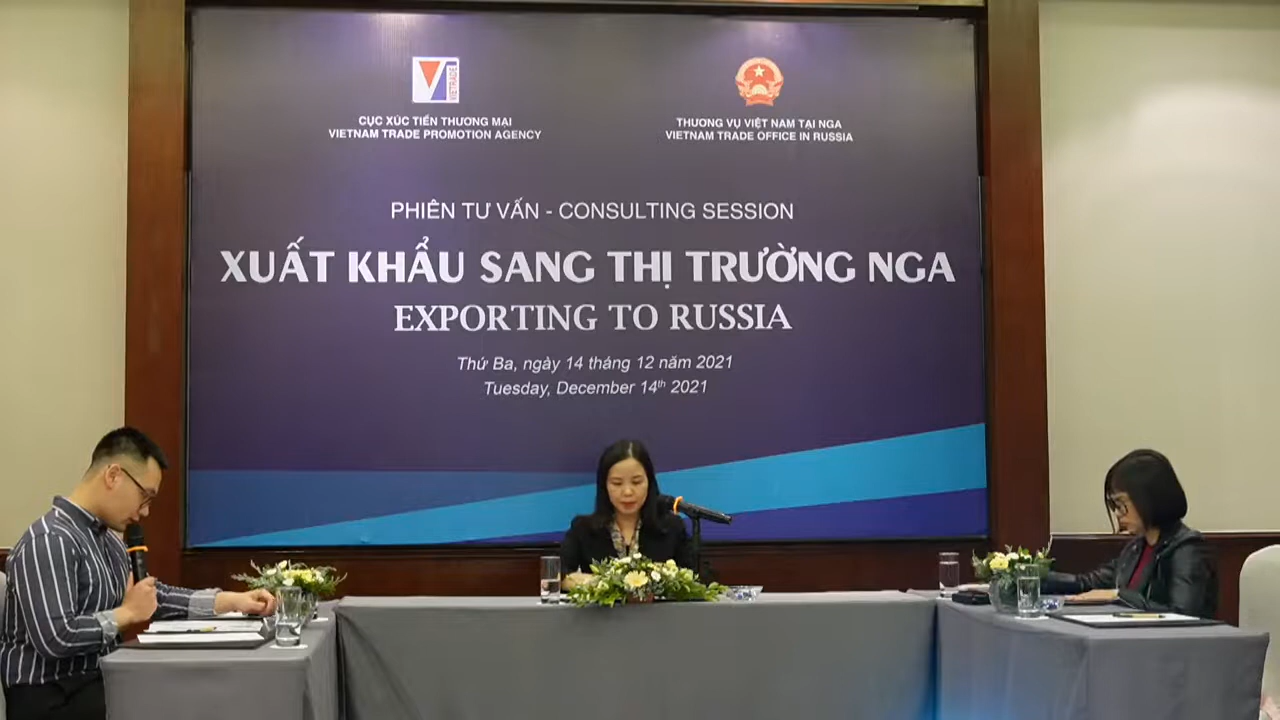 VIETRADE
CỤC XÚC TIẾN THƯƠNG MẠI
VIETNAM TRADE PROMOTION AGENCY
THƯƠNG VỤ VIỆT NAM TẠI NGA
VIETNAM TRADE OFFICE IN RUSSIA
PHIÊN TƯ VẤN - CONSULTING SESSION
XUẤT KHẨU SANG THỊ TRƯỜNG NGA
EXPORTING TO RUSSIA
Thứ Ba, ngày 14 tháng 12 năm 2021
Tuesday, December 14th 2021